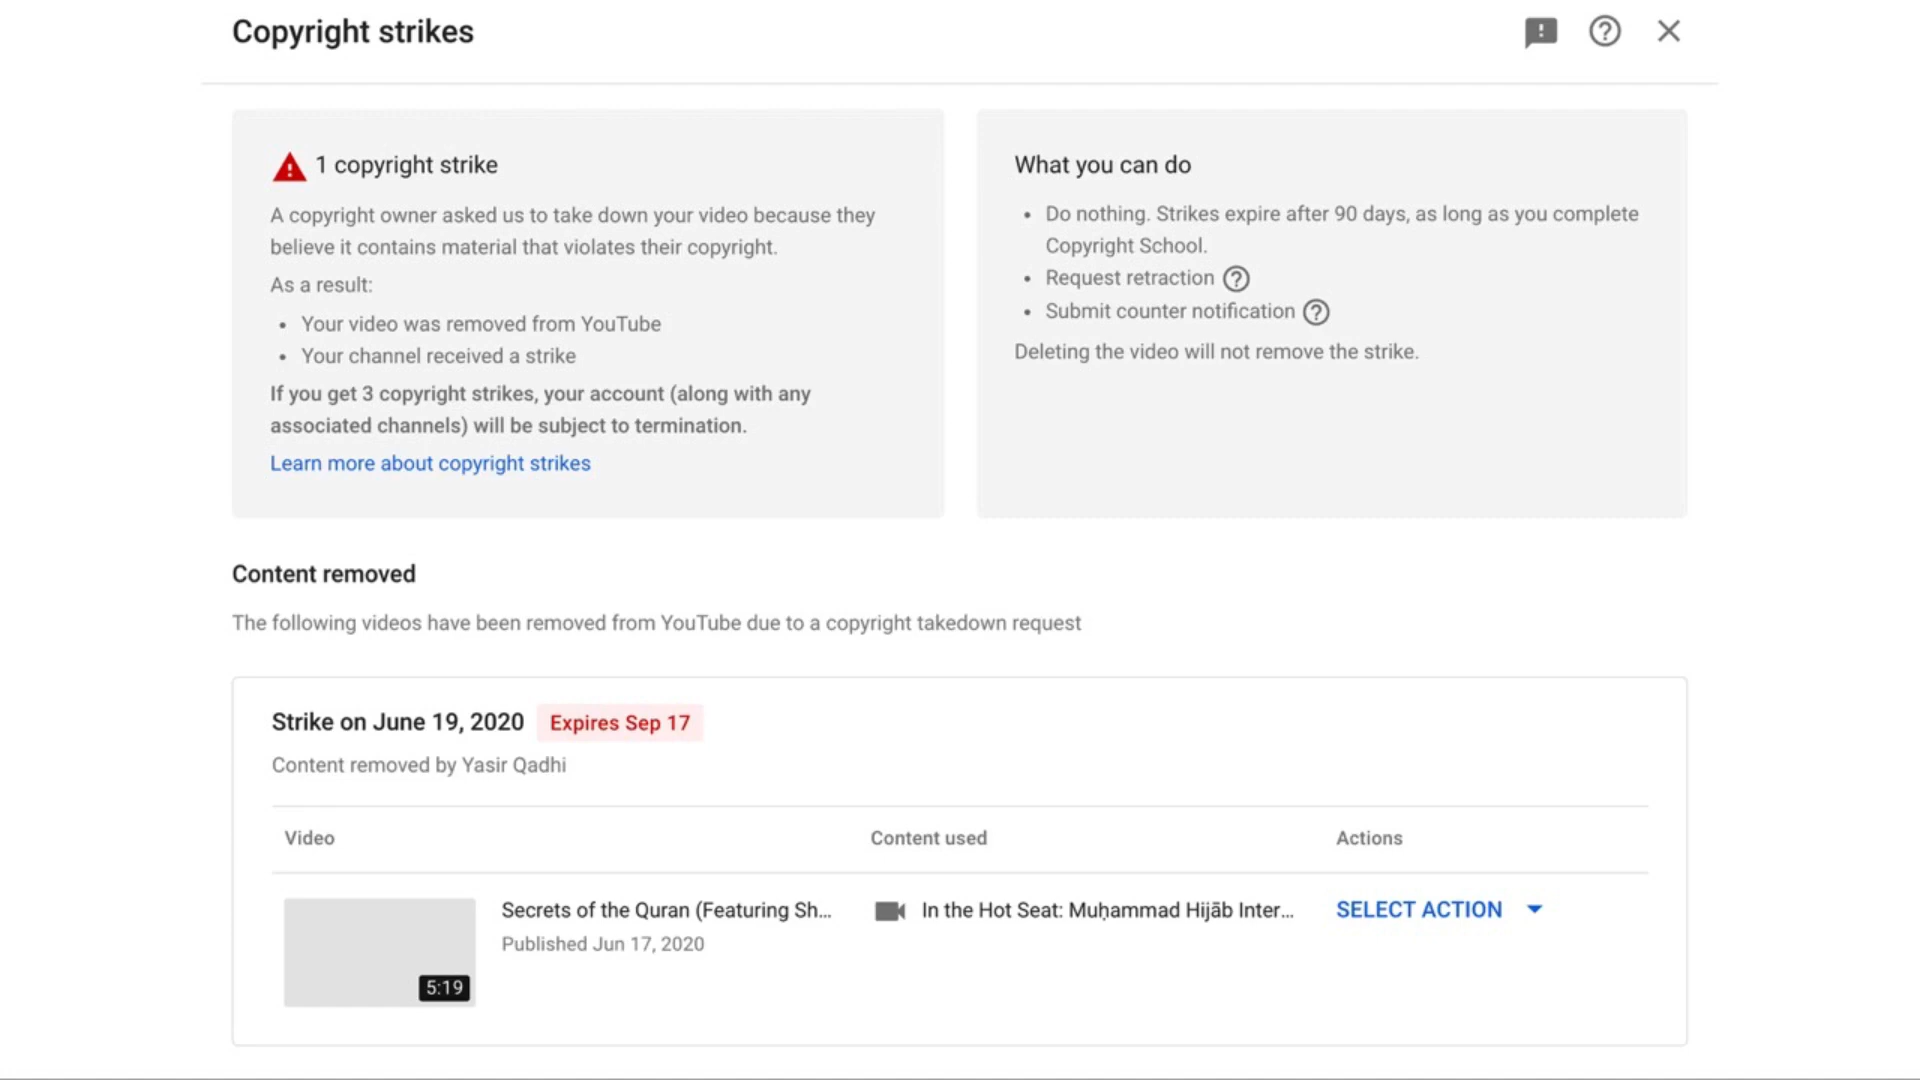 Copyright strikes
1 copyright strike
A copyright owner asked us to take down your video because they
believe it contains material that violates their copyright.
As a result:
• Your video was removed from YouTube
• Your channel received a strike
If you get 3 copyright strikes, your account (along with any
associated channels) will be subject to termination.
Learn more about copyright strikes
What you can do
• Do nothing. Strikes expire after 90 days, as long as you complete
Copyright School.
• Request retraction
• Submit counter notification
Deleting the video will not remove the strike.
Content removed
The following videos have been removed from YouTube due to a copyright takedown request
Strike on June 19, 2020 Expires Sep 17
Content removed by Yasir Qadhi
Video Content used Actions
Secrets of the Quran (Featuring Sh... In the Hot Seat: Muḥammad Hijāb Inter... SELECT ACTION
Published Jun 17, 2020
5:19